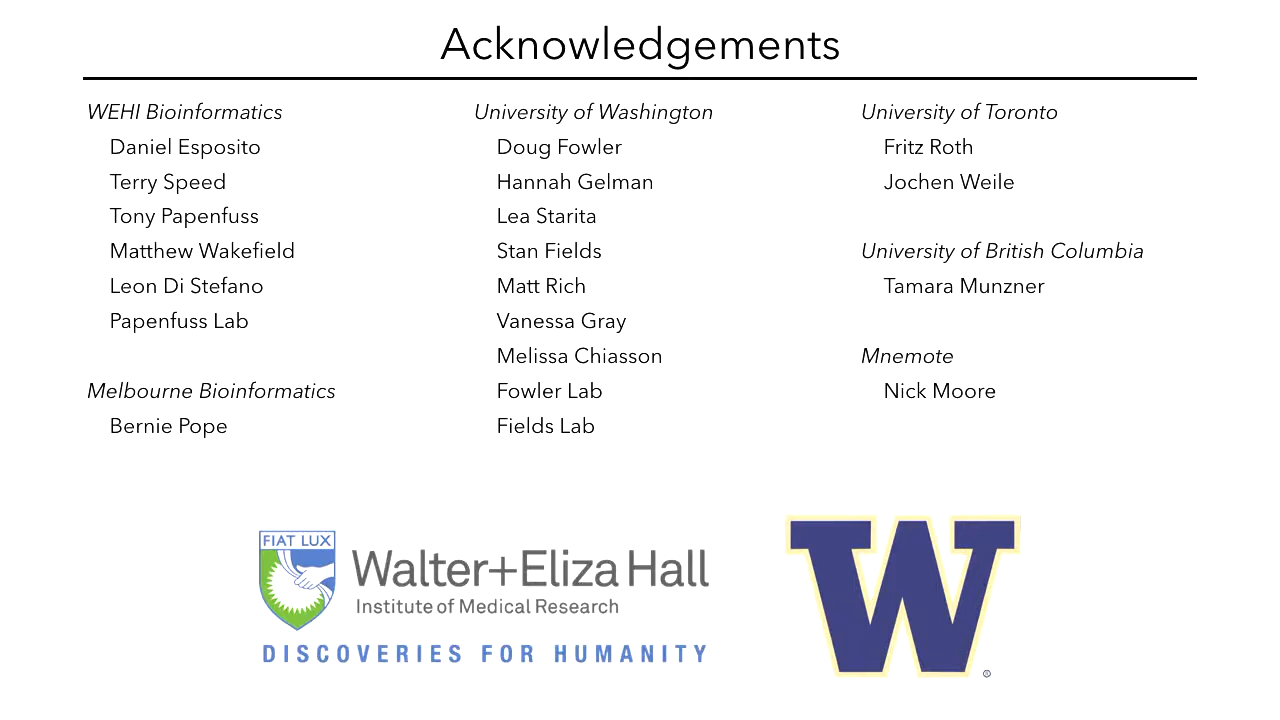 Acknowledgements
WEHI Bioinformatics
Daniel Esposito
Terry Speed
Tony Papenfuss
Matthew Wakefield
Leon Di Stefano
Papenfuss Lab
Melbourne Bioinformatics
Bernie Pope
University of Washington
Doug Fowler
Hannah Gelman
Lea Starita
Stan Fields
Matt Rich
Vanessa Gray
Melissa Chiasson
Fowler Lab
Fields Lab
University of Toronto
Fritz Roth
Jochen Weile
University of British Columbia
Tamara Munzner
Mnemote
Nick Moore
FIAT LUX
Walter+Eliza Hall
Institute of Medical Research
DISCOVERIES FOR HUMANITY
W
®